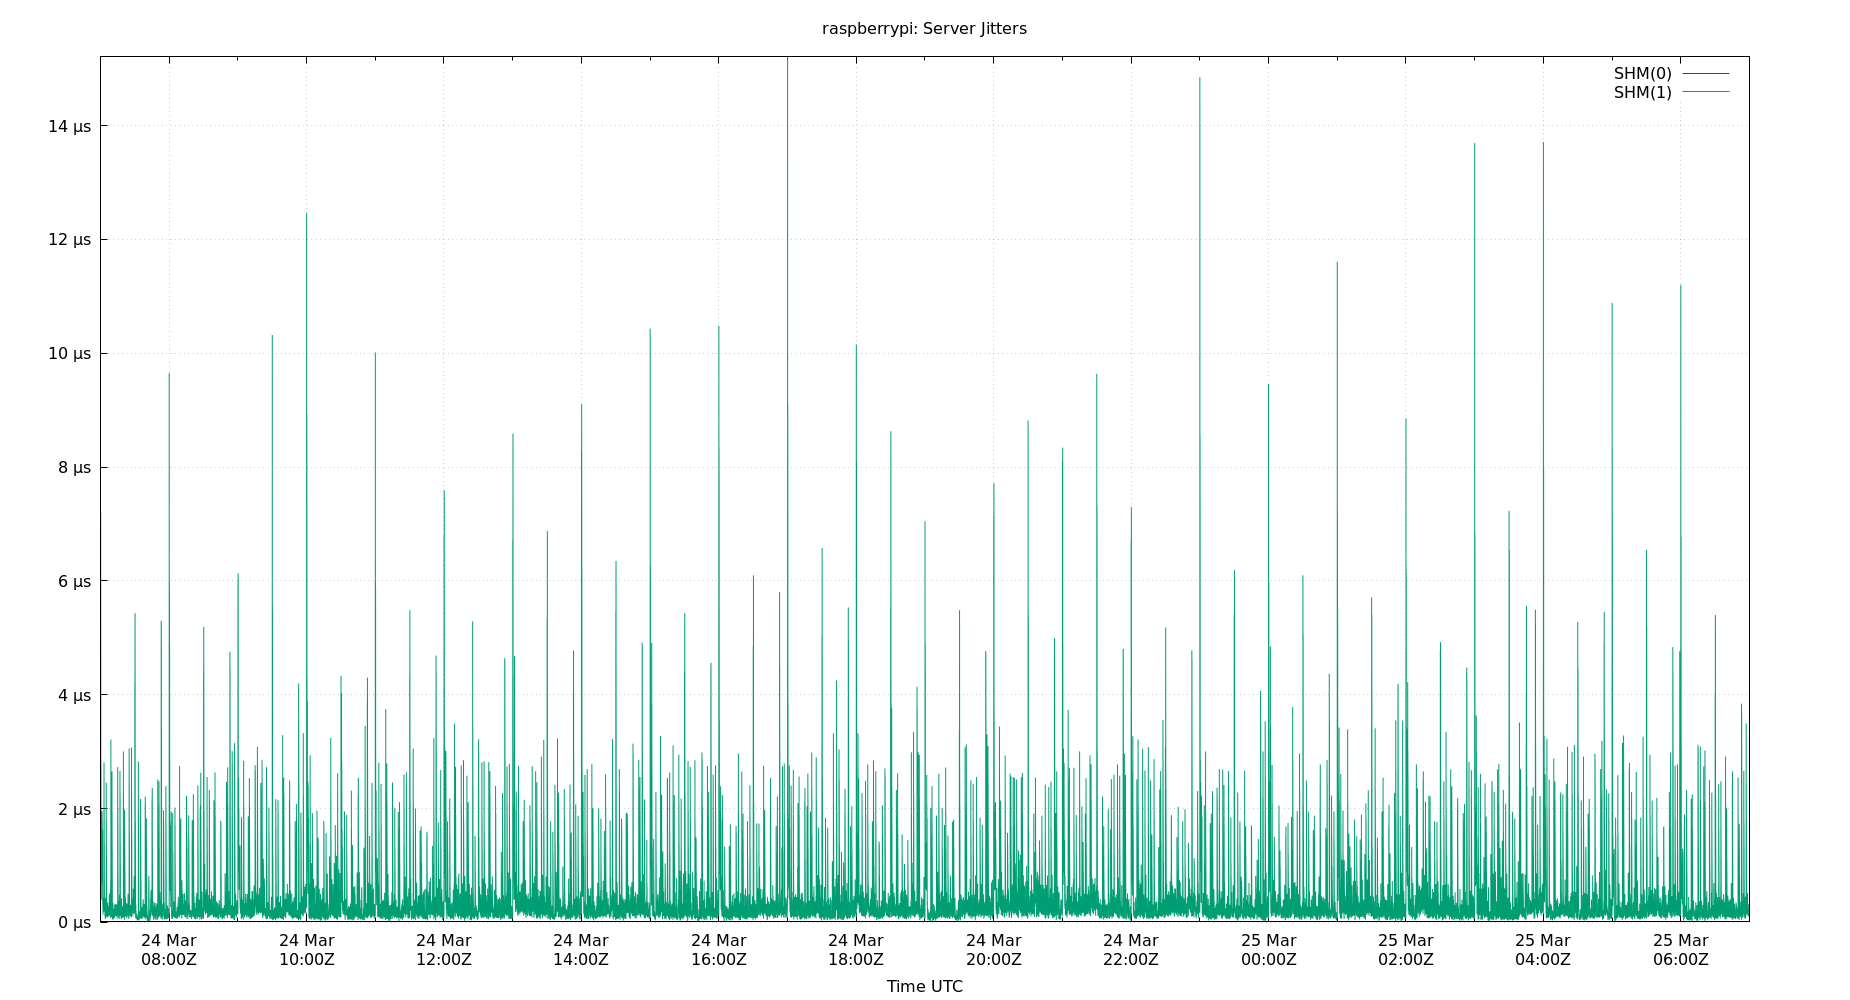 raspberrypi: Server Jitters
SHM(0)
SHM(1)
14 µs
12 µs
10 µs
8 µs
6 µs
4 µs
2 µs
0 µs
24 Mar 24 Mar 24 Mar 24 Mar 24 Mar 24 Mar 24 Mar 24 Mar 25 Mar 25 Mar 25 Mar 25 Mar
08:00Z 10:00Z 12:00Z 14:00Z 16:00Z 18:00Z 20:00Z 22:00Z 00:00Z 02:00Z 04:00Z 06:00Z
Time UTC